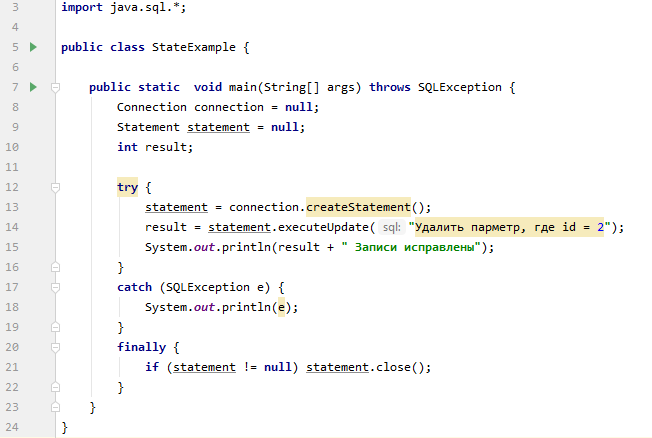 3 import java.sql.*;
4
5 public class StateExample {
6
7 public static  void main(String[] args) throws SQLException {
8 Connection connection = null;
9 Statement statement = null;
10 int result;
11
12 try {
13 statement = connection.createStatement();
14 result = statement.executeUpdate( sql: "Удалить парметр, где id = 2");
15 System.out.println(result + " Записи исправлены");
16 }
17 catch (SQLException e) {
18 System.out.println(e);
19 }
20 finally {
21 if (statement != null) statement.close();
22 }
23 }
24 }